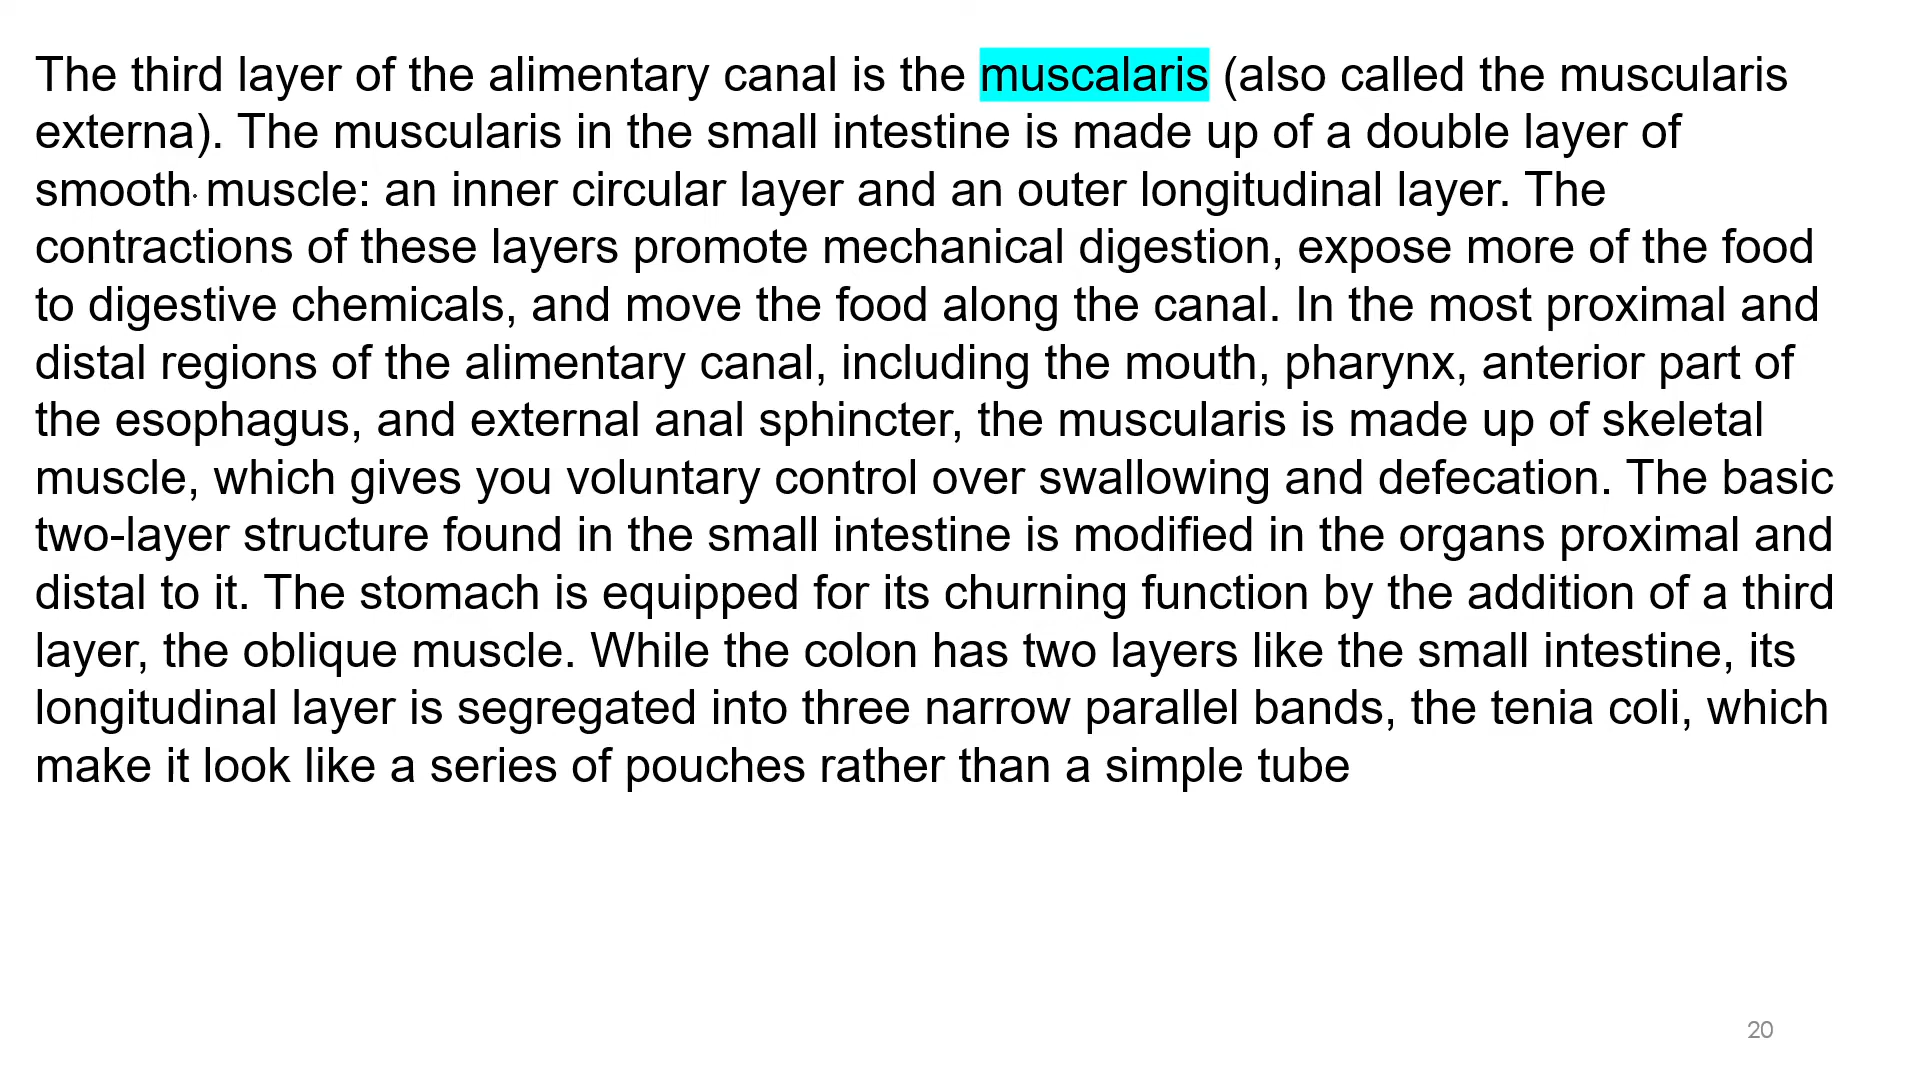 The third layer of the alimentary canal is the muscalaris (also called the muscularis
externa). The muscularis in the small intestine is made up of a double layer of
smooth muscle: an inner circular layer and an outer longitudinal layer. The
contractions of these layers promote mechanical digestion, expose more of the food
to digestive chemicals, and move the food along the canal. In the most proximal and
distal regions of the alimentary canal, including the mouth, pharynx, anterior part of
the esophagus, and external anal sphincter, the muscularis is made up of skeletal
muscle, which gives you voluntary control over swallowing and defecation. The basic
two-layer structure found in the small intestine is modified in the organs proximal and
distal to it. The stomach is equipped for its churning function by the addition of a third
layer, the oblique muscle. While the colon has two layers like the small intestine, its
longitudinal layer is segregated into three narrow parallel bands, the tenia coli, which
make it look like a series of pouches rather than a simple tube
20